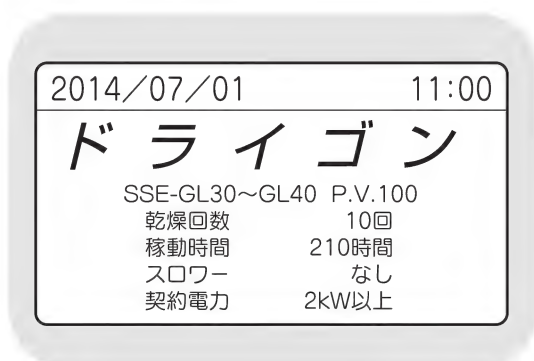 2014/07/01 11:00
ドライゴン
SSE-GL30～GL40 P.V.100
乾燥回数 10回
稼動時間 210時間
スロワー なし
契約電力 2kW以上